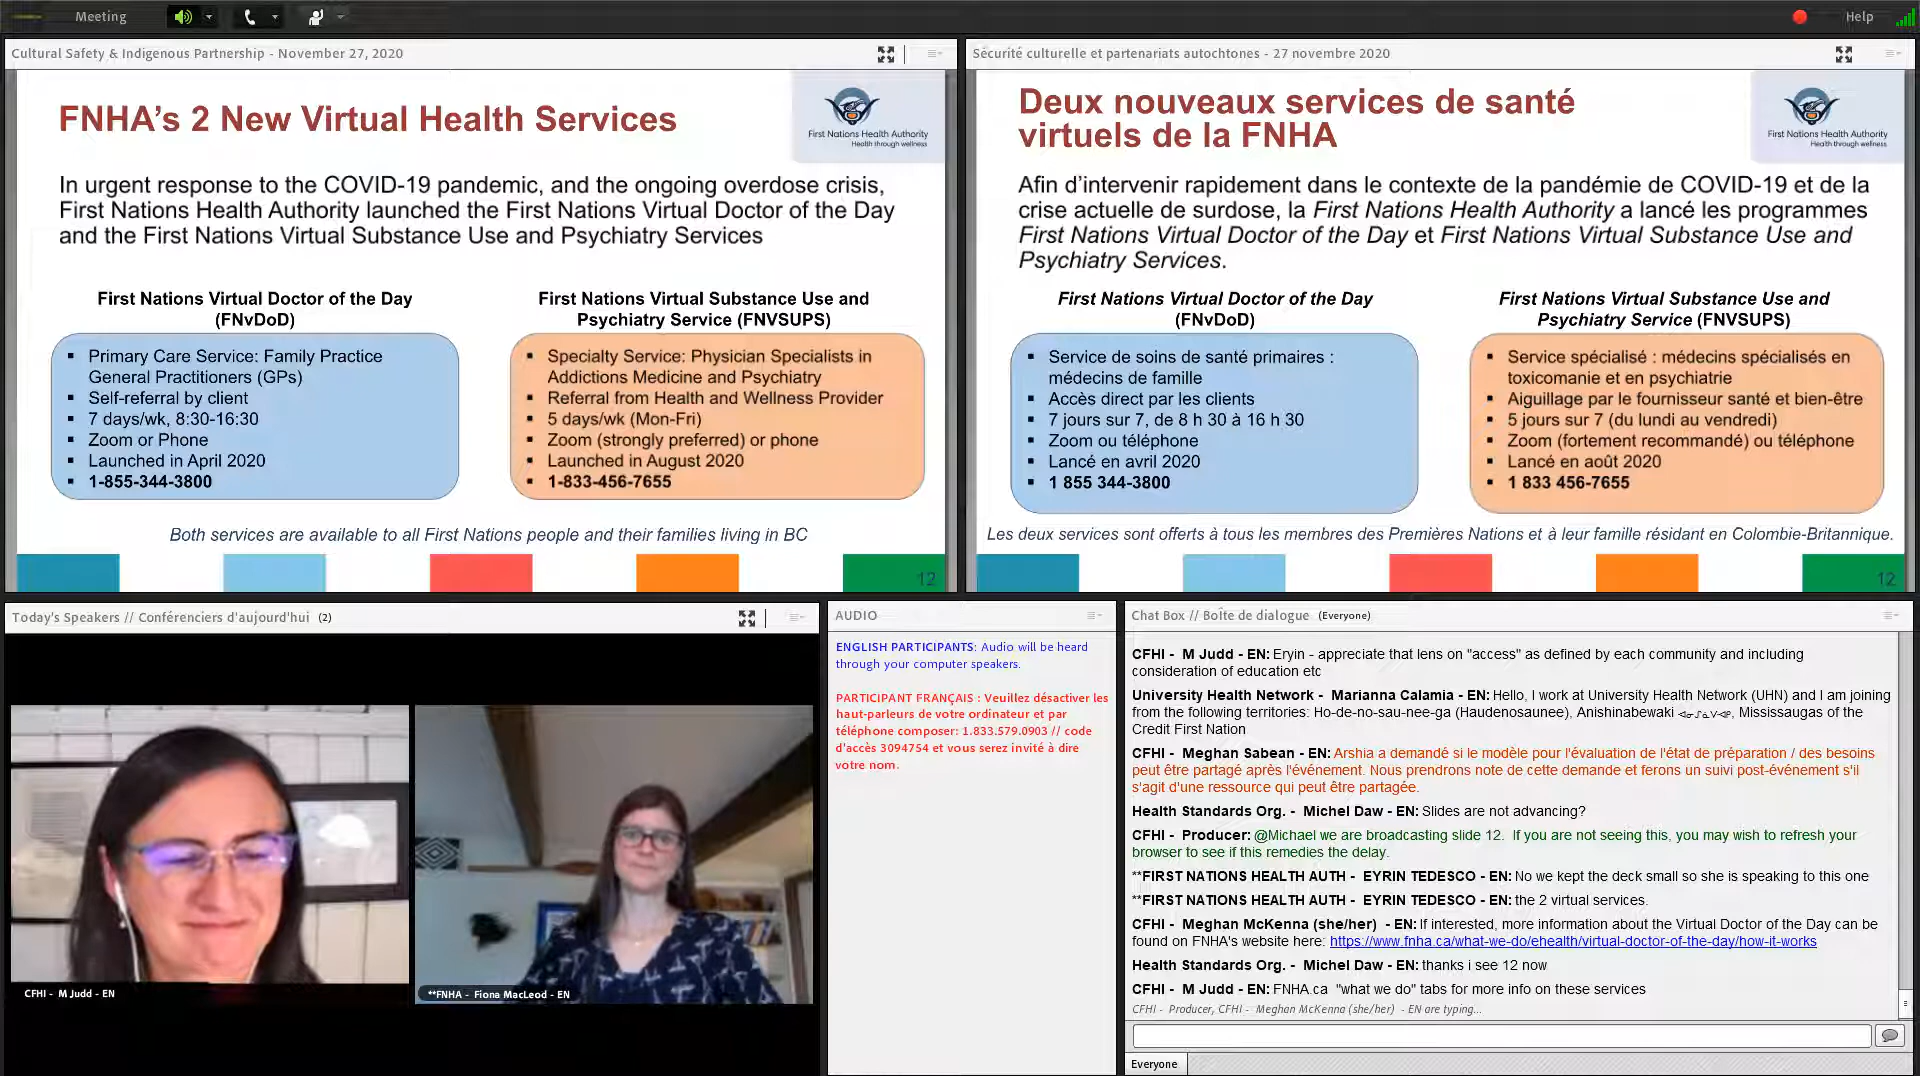 Meeting
Help
Cultural Safety & Indigenous Partnership - November 27, 2020
FNHA's 2 New Virtual Health Services
First Nations Health Authority
Health through wellness
In urgent response to the COVID-19 pandemic, and the ongoing overdose crisis,
First Nations Health Authority launched the First Nations Virtual Doctor of the Day
and the First Nations Virtual Substance Use and Psychiatry Services
First Nations Virtual Doctor of the Day
(FNvDoD)
▪ Primary Care Service: Family Practice
General Practitioners (GPs)
▪ Self-referral by client
▪ 7 days/wk, 8:30-16:30
▪ Zoom or Phone
▪ Launched in April 2020
▪ 1-855-344-3800
First Nations Virtual Substance Use and
Psychiatry Service (FNVSUPS)
▪ Specialty Service: Physician Specialists in
Addictions Medicine and Psychiatry
▪ Referral from Health and Wellness Provider
▪ 5 days/wk (Mon-Fri)
▪ Zoom (strongly preferred) or phone
▪ Launched in August 2020
▪ 1-833-456-7655
Both services are available to all First Nations people and their families living in BC
12
Sécurité culturelle et partenariats autochtones - 27 novembre 2020
Deux nouveaux services de santé
virtuels de la FNHA
First Nations Health Authority
Health through wellness
Afin d'intervenir rapidement dans le contexte de la pandémie de COVID-19 et de la
crise actuelle de surdose, la First Nations Health Authority a lancé les programmes
First Nations Virtual Doctor of the Day et First Nations Virtual Substance Use and
Psychiatry Services.
First Nations Virtual Doctor of the Day
(FNvDoD)
▪ Service de soins de santé primaires :
médecins de famille
▪ Accès direct par les clients
▪ 7 jours sur 7, de 8 h 30 à 16 h 30
▪ Zoom ou téléphone
▪ Lancé en avril 2020
▪ 1 855 344-3800
First Nations Virtual Substance Use and
Psychiatry Service (FNVSUPS)
▪ Service spécialisé : médecins spécialisés en
toxicomanie et en psychiatrie
▪ Aiguillage par le fournisseur santé et bien-être
▪ 5 jours sur 7 (du lundi au vendredi)
▪ Zoom (fortement recommandé) ou téléphone
▪ Lancé en août 2020
▪ 1 833 456-7655
Les deux services sont offerts à tous les membres des Premières Nations et à leur famille résidant en Colombie-Britannique.
12
Today's Speakers // Conférenciers d'aujourd'hui (2)
CFHI - M Judd - EN
**FNHA - Fiona MacLeod - EN
AUDIO
ENGLISH PARTICIPANTS: Audio will be heard
through your computer speakers.
PARTICIPANT FRANÇAIS : Veuillez désactiver les
haut-parleurs de votre ordinateur et par
téléphone composer: 1.833.579.0903 // code
d'accès 3094754 et vous serez invité à dire
votre nom.
Chat Box // Boîte de dialogue (Everyone)
CFHI - M Judd - EN: Eryin - appreciate that lens on "access" as defined by each community and including
consideration of education etc
University Health Network - Marianna Calamia - EN: Hello, I work at University Health Network (UHN) and I am joining
from the following territories: Ho-de-no-sau-nee-ga (Haudenosaunee), Anishinabewaki ᐊᓂᔑᓈᐯᐗᑭ, Mississaugas of the
Credit First Nation
CFHI - Meghan Sabean - EN: Arshia a demandé si le modèle pour l'évaluation de l'état de préparation / des besoins
peut être partagé après l'événement. Nous prendrons note de cette demande et ferons un suivi post-événement s'il
s'agit d'une ressource qui peut être partagée.
Health Standards Org. - Michel Daw - EN: Slides are not advancing?
CFHI - Producer: @Michael we are broadcasting slide 12. If you are not seeing this, you may wish to refresh your
browser to see if this remedies the delay.
**FIRST NATIONS HEALTH AUTH - EYRIN TEDESCO - EN: No we kept the deck small so she is speaking to this one
**FIRST NATIONS HEALTH AUTH - EYRIN TEDESCO - EN: the 2 virtual services.
CFHI - Meghan McKenna (she/her) - EN: If interested, more information about the Virtual Doctor of the Day can be
found on FNHA's website here: https://www.fnha.ca/what-we-do/ehealth/virtual-doctor-of-the-day/how-it-works
Health Standards Org. - Michel Daw - EN: thanks i see 12 now
CFHI - M Judd - EN: FNHA.ca "what we do" tabs for more info on these services
CFHI - Producer, CFHI - Meghan McKenna (she/her) - EN are typing...
Everyone